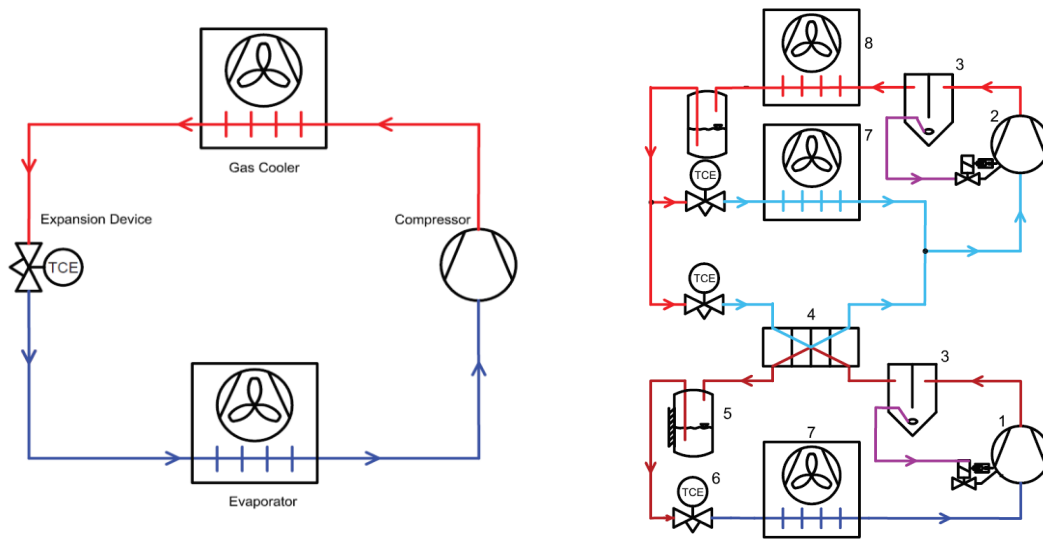 Gas Cooler
Expansion Device
Compressor
TCE
Evaporator
8
3
2
7
TCE
TCE
4
3
5
1
7
6
TCE